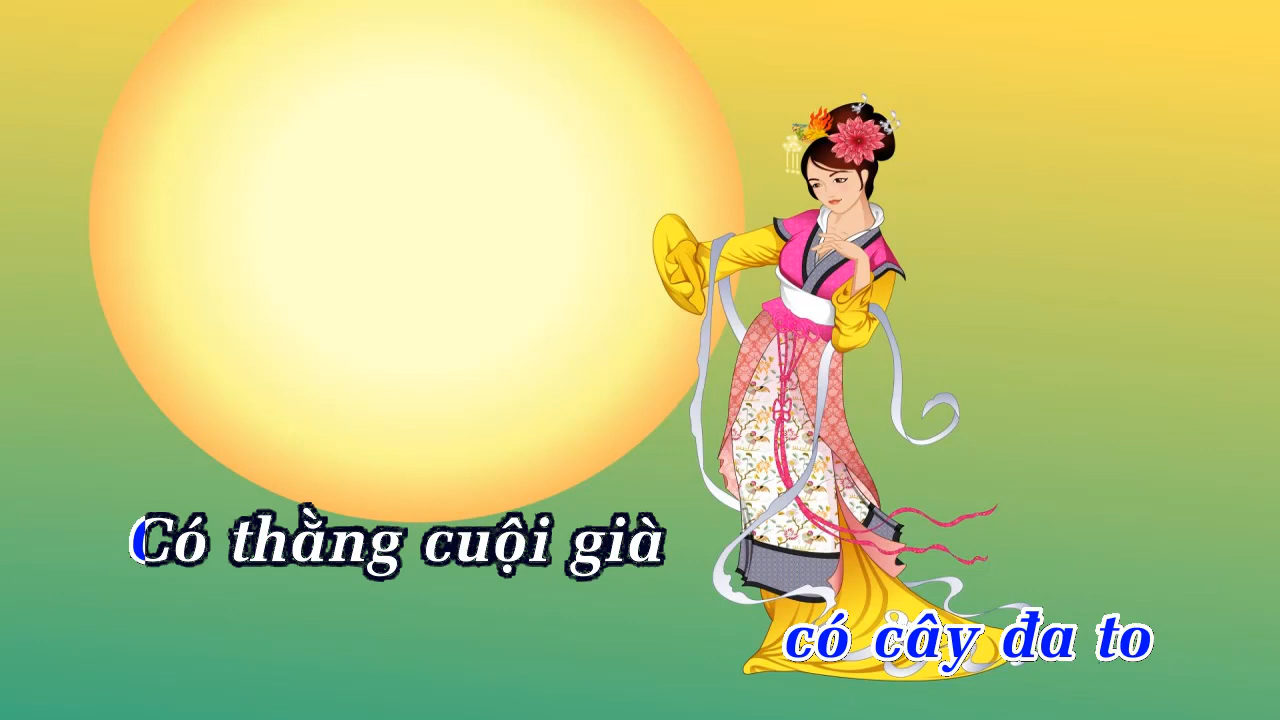 Có thằng cuội già
có cây đa to